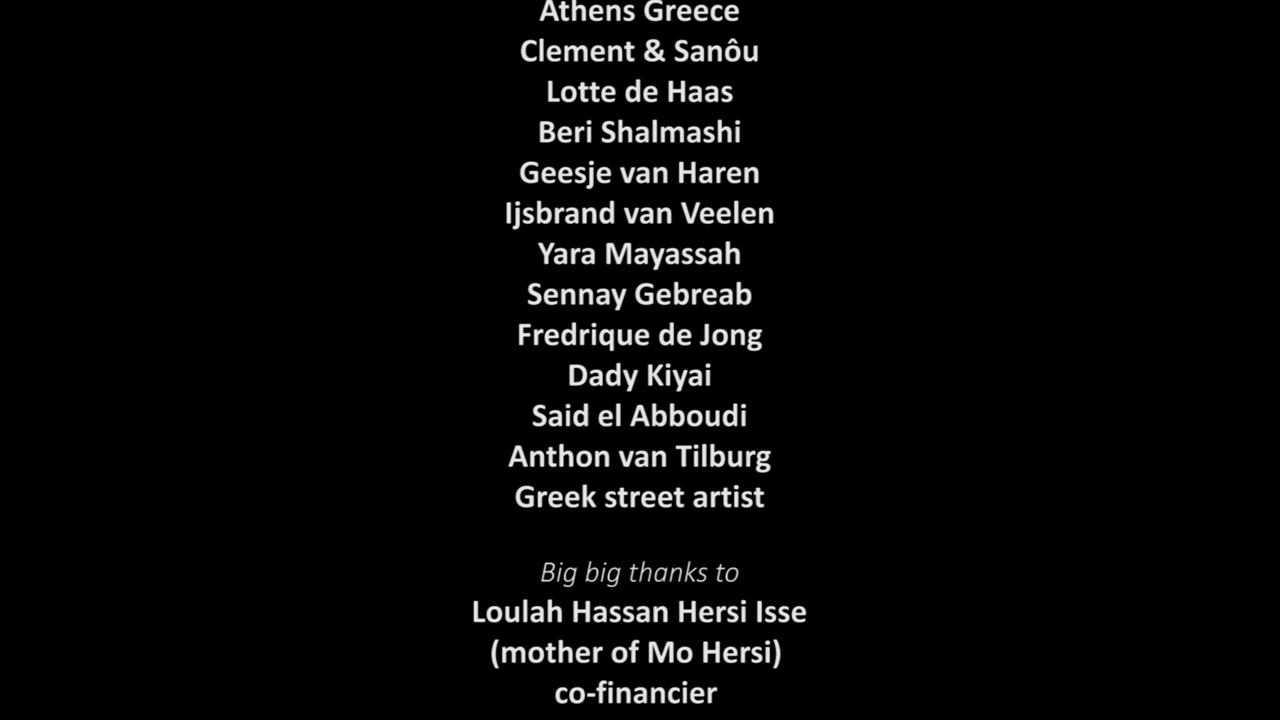 Athens Greece
Clement & Sanôu
Lotte de Haas
Beri Shalmashi
Geesje van Haren
Ijsbrand van Veelen
Yara Mayassah
Sennay Gebreab
Fredrique de Jong
Dady Kiyai
Said el Abboudi
Anthon van Tilburg
Greek street artist
Big big thanks to
Loulah Hassan Hersi Isse
(mother of Mo Hersi)
co-financier